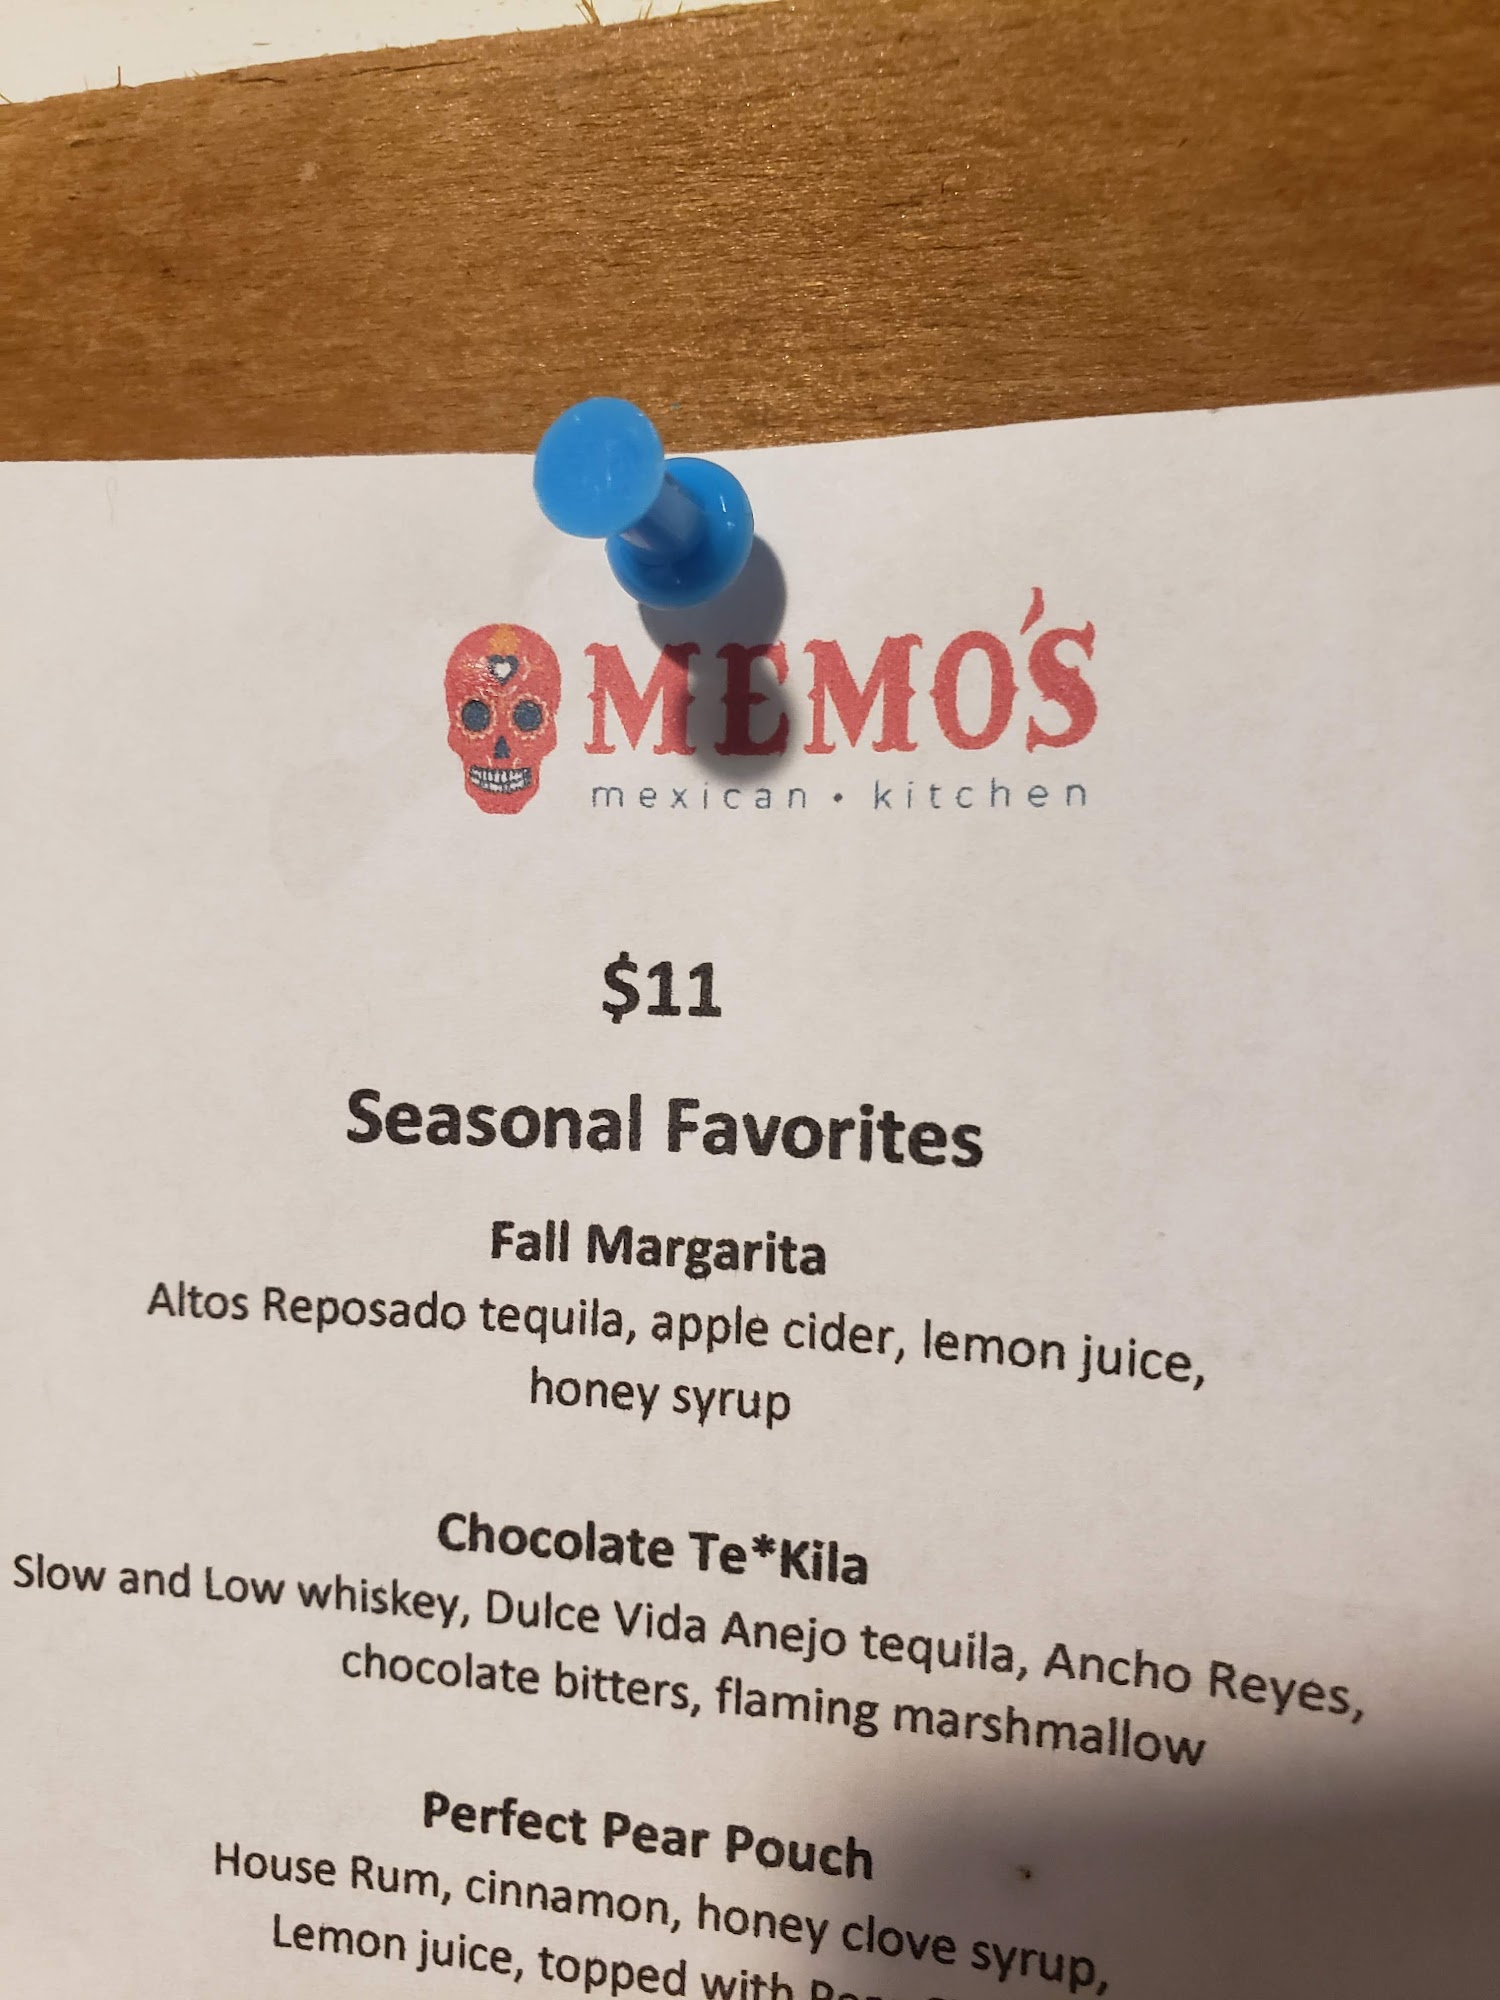 MEMO'S
mexican • kitchen
$11
Seasonal Favorites
Fall Margarita
Altos Reposado tequila, apple cider, lemon juice,
honey syrup
Chocolate Te*Kila
Slow and Low whiskey, Dulce Vida Anejo tequila, Ancho Reyes,
chocolate bitters, flaming marshmallow
Perfect Pear Pouch
House Rum, cinnamon, honey clove syrup,
Lemon juice, topped with